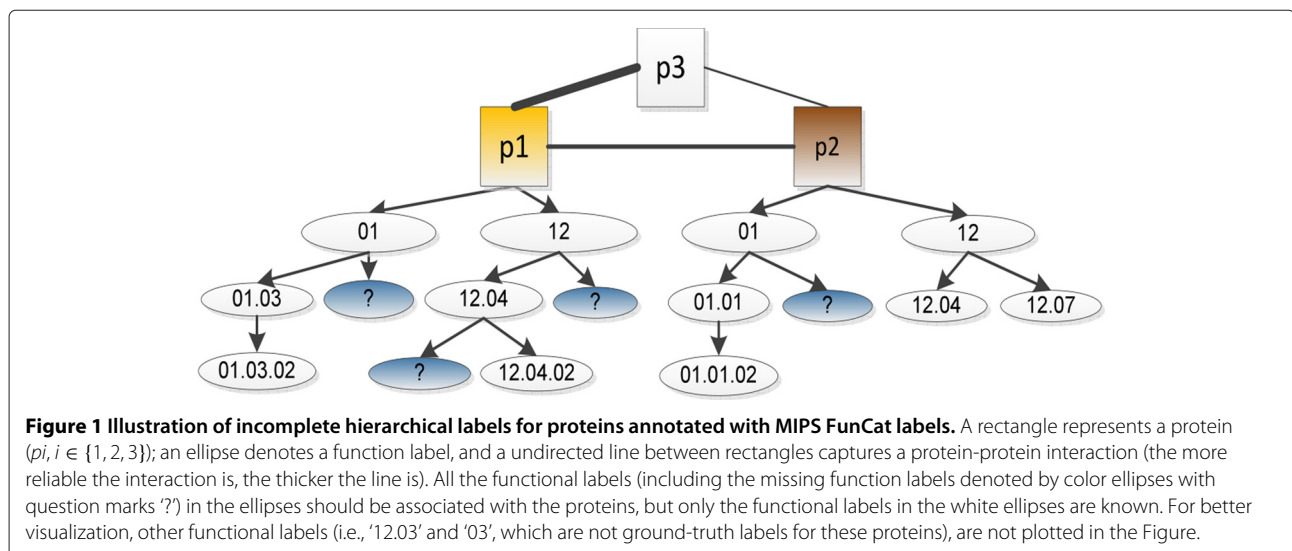 p3
p1
p2
01
12
01
12
01.03
?
12.04
?
01.01
?
12.04
12.07
01.03.02
?
12.04.02
01.01.02
Figure 1 Illustration of incomplete hierarchical labels for proteins annotated with MIPS FunCat labels. A rectangle represents a protein
(pi, i ∈ {1, 2, 3}); an ellipse denotes a function label, and a undirected line between rectangles captures a protein-protein interaction (the more
reliable the interaction is, the thicker the line is). All the functional labels (including the missing function labels denoted by color ellipses with
question marks ‘?’) in the ellipses should be associated with the proteins, but only the functional labels in the white ellipses are known. For better
visualization, other functional labels (i.e., ‘12.03’ and ‘03’, which are not ground-truth labels for these proteins), are not plotted in the Figure.